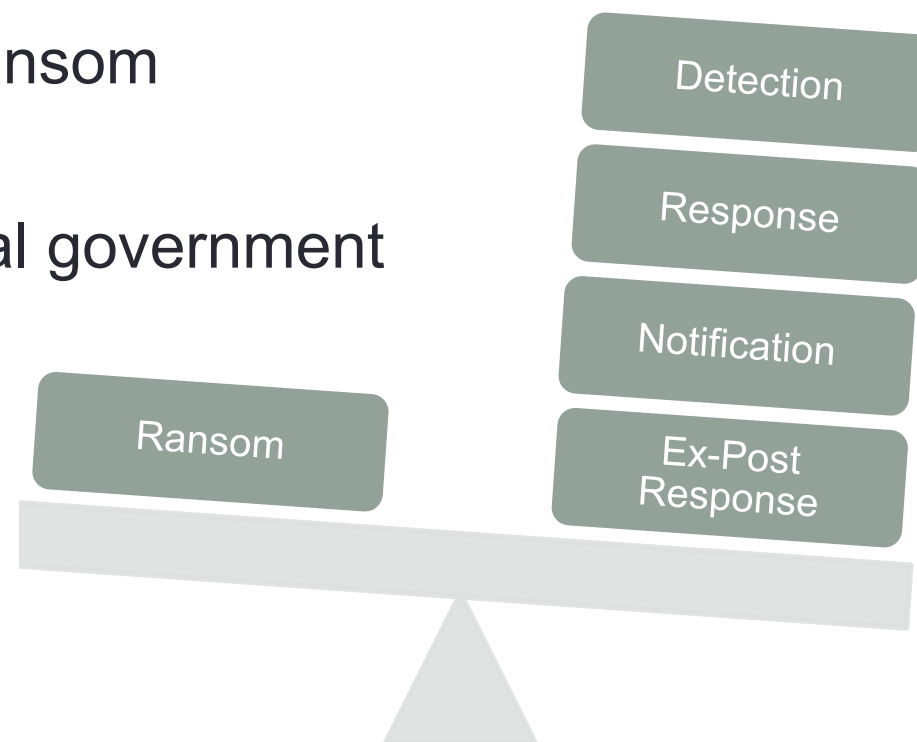 nsom
al government
Detection
Response
Notification
Ex-Post
Response
Ransom